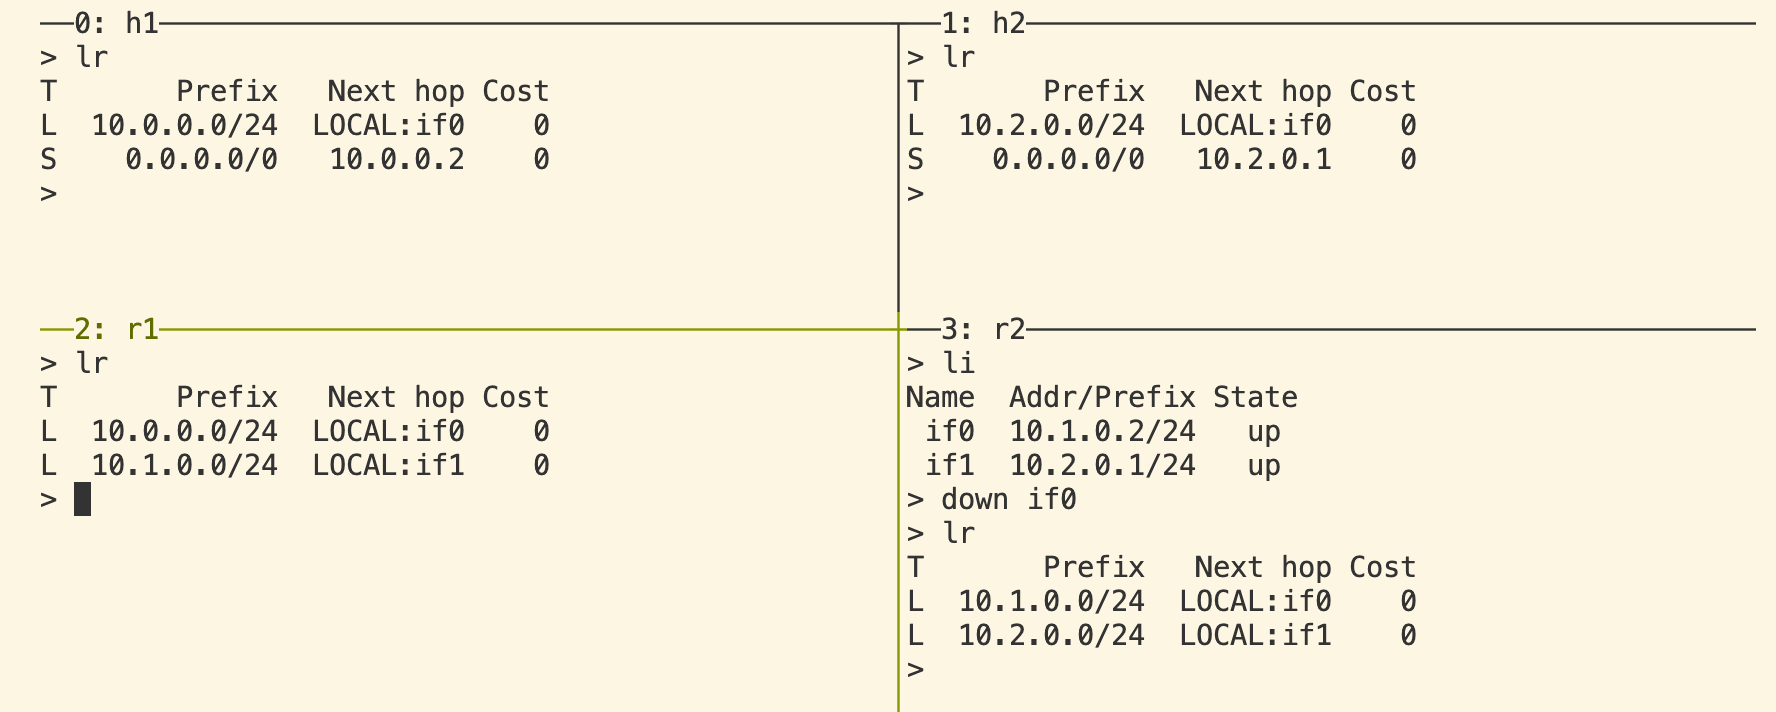 0: h1
> lr
T       Prefix   Next hop Cost
L  10.0.0.0/24  LOCAL:if0    0
S    0.0.0.0/0   10.0.0.2    0
>
1: h2
> lr
T       Prefix   Next hop Cost
L  10.2.0.0/24  LOCAL:if0    0
S    0.0.0.0/0   10.2.0.1    0
>
2: r1
> lr
T       Prefix   Next hop Cost
L  10.0.0.0/24  LOCAL:if0    0
L  10.1.0.0/24  LOCAL:if1    0
>
3: r2
> li
Name  Addr/Prefix State
 if0  10.1.0.2/24   up
 if1  10.2.0.1/24   up
> down if0
> lr
T       Prefix   Next hop Cost
L  10.1.0.0/24  LOCAL:if0    0
L  10.2.0.0/24  LOCAL:if1    0
>